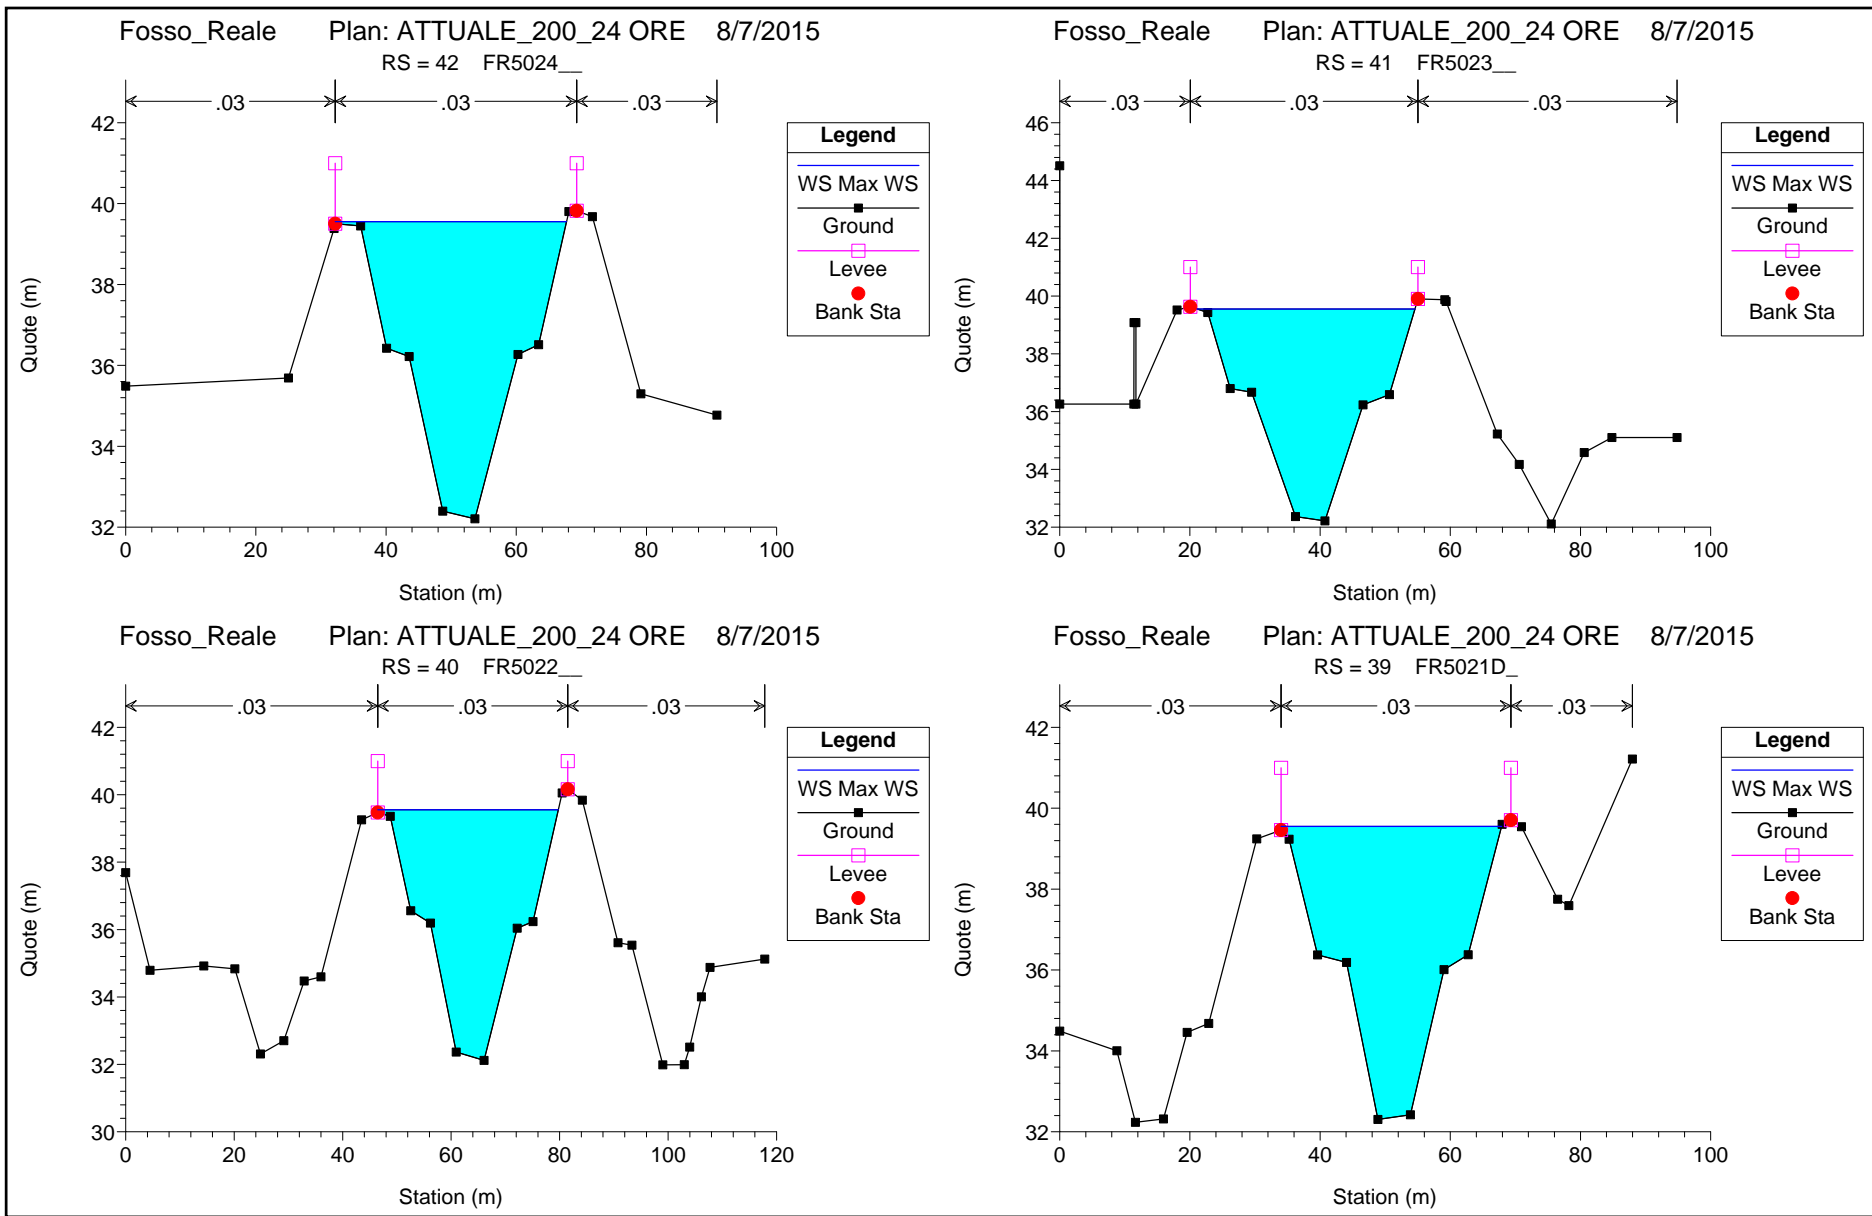 Fosso_Reale Plan: ATTUALE_200_24 ORE 8/7/2015
RS = 42 FR5024__
.03 .03 .03
42
40
38
36
34
32
0 20 40 60 80 100
Station (m)
Quote (m)
Legend
WS Max WS
Ground
Levee
Bank Sta
Fosso_Reale Plan: ATTUALE_200_24 ORE 8/7/2015
RS = 41 FR5023__
.03 .03 .03
46
44
42
40
38
36
34
32
0 20 40 60 80 100
Station (m)
Quote (m)
Legend
WS Max WS
Ground
Levee
Bank Sta
Fosso_Reale Plan: ATTUALE_200_24 ORE 8/7/2015
RS = 40 FR5022__
.03 .03 .03
42
40
38
36
34
32
30
0 20 40 60 80 100 120
Station (m)
Quote (m)
Legend
WS Max WS
Ground
Levee
Bank Sta
Fosso_Reale Plan: ATTUALE_200_24 ORE 8/7/2015
RS = 39 FR5021D_
.03 .03 .03
42
40
38
36
34
32
0 20 40 60 80 100
Station (m)
Quote (m)
Legend
WS Max WS
Ground
Levee
Bank Sta